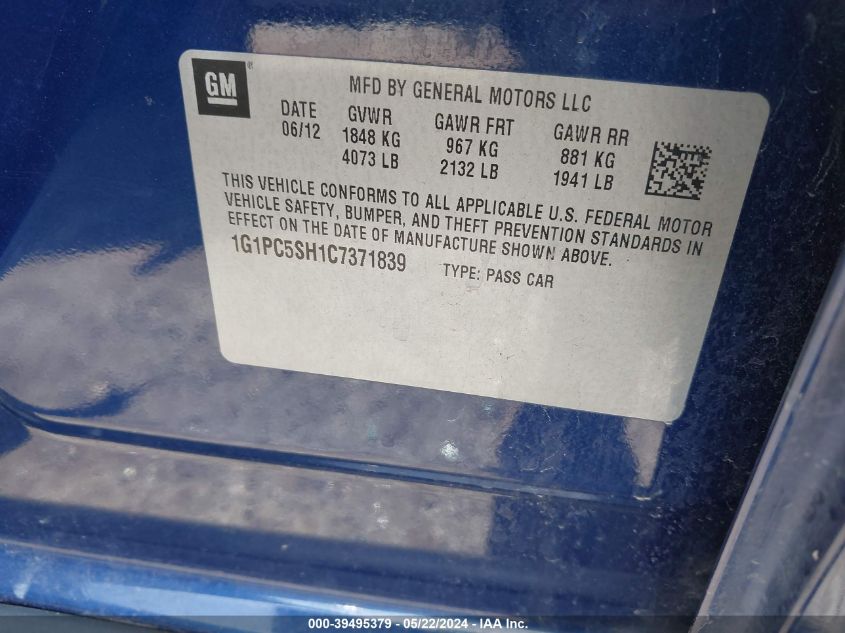 GM
MFD BY GENERAL MOTORS LLC
DATE GVWR GAWR FRT GAWR RR
06/12 1848 KG 967 KG 881 KG
4073 LB 2132 LB 1941 LB
THIS VEHICLE CONFORMS TO ALL APPLICABLE U.S. FEDERAL MOTOR
VEHICLE SAFETY, BUMPER, AND THEFT PREVENTION STANDARDS IN
EFFECT ON THE DATE OF MANUFACTURE SHOWN ABOVE.
1G1PC5SH1C7371839 TYPE: PASS CAR
000-39495379 - 05/22/2024 - IAA Inc.